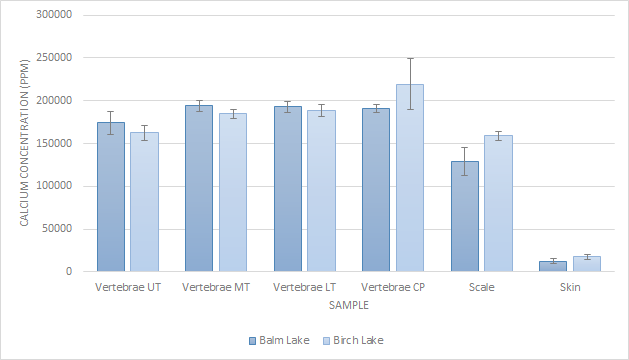 300000
250000
200000
150000
100000
50000
0
CALCIUM CONCENTRATION (PPM)
Vertebrae UT Vertebrae MT Vertebrae LT Vertebrae CP Scale Skin
SAMPLE
Balm Lake Birch Lake